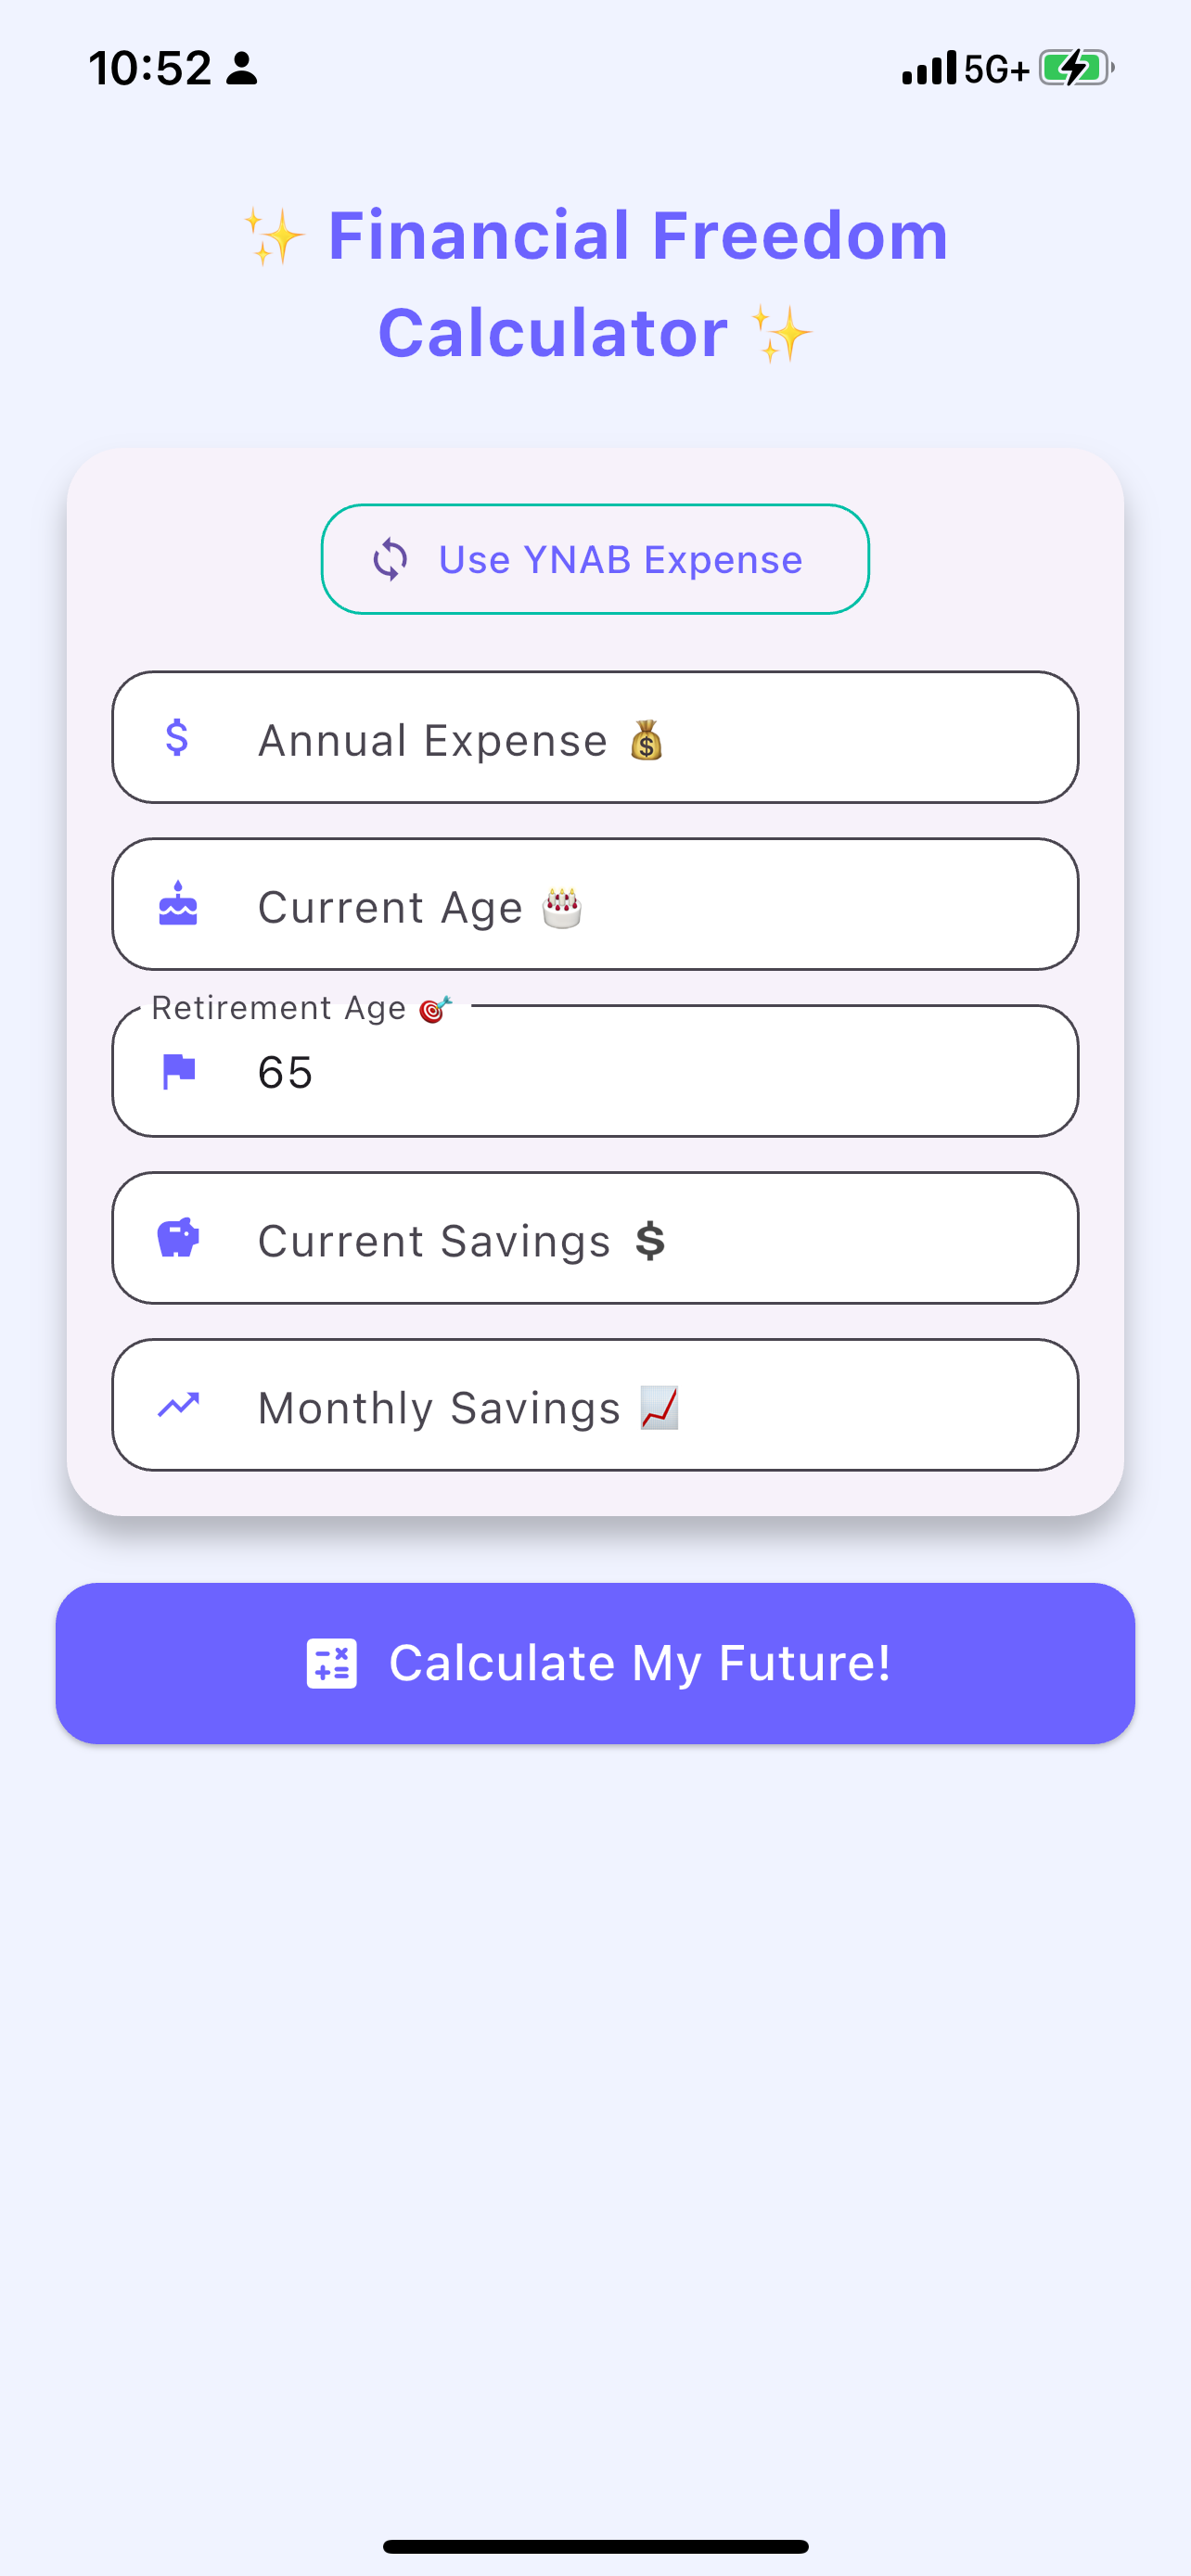 10:52 5G+
✨ Financial Freedom
Calculator ✨
Use YNAB Expense
$ Annual Expense 💰
Current Age 🎂
Retirement Age 🎯
65
Current Savings 💲
Monthly Savings 📈
Calculate My Future!